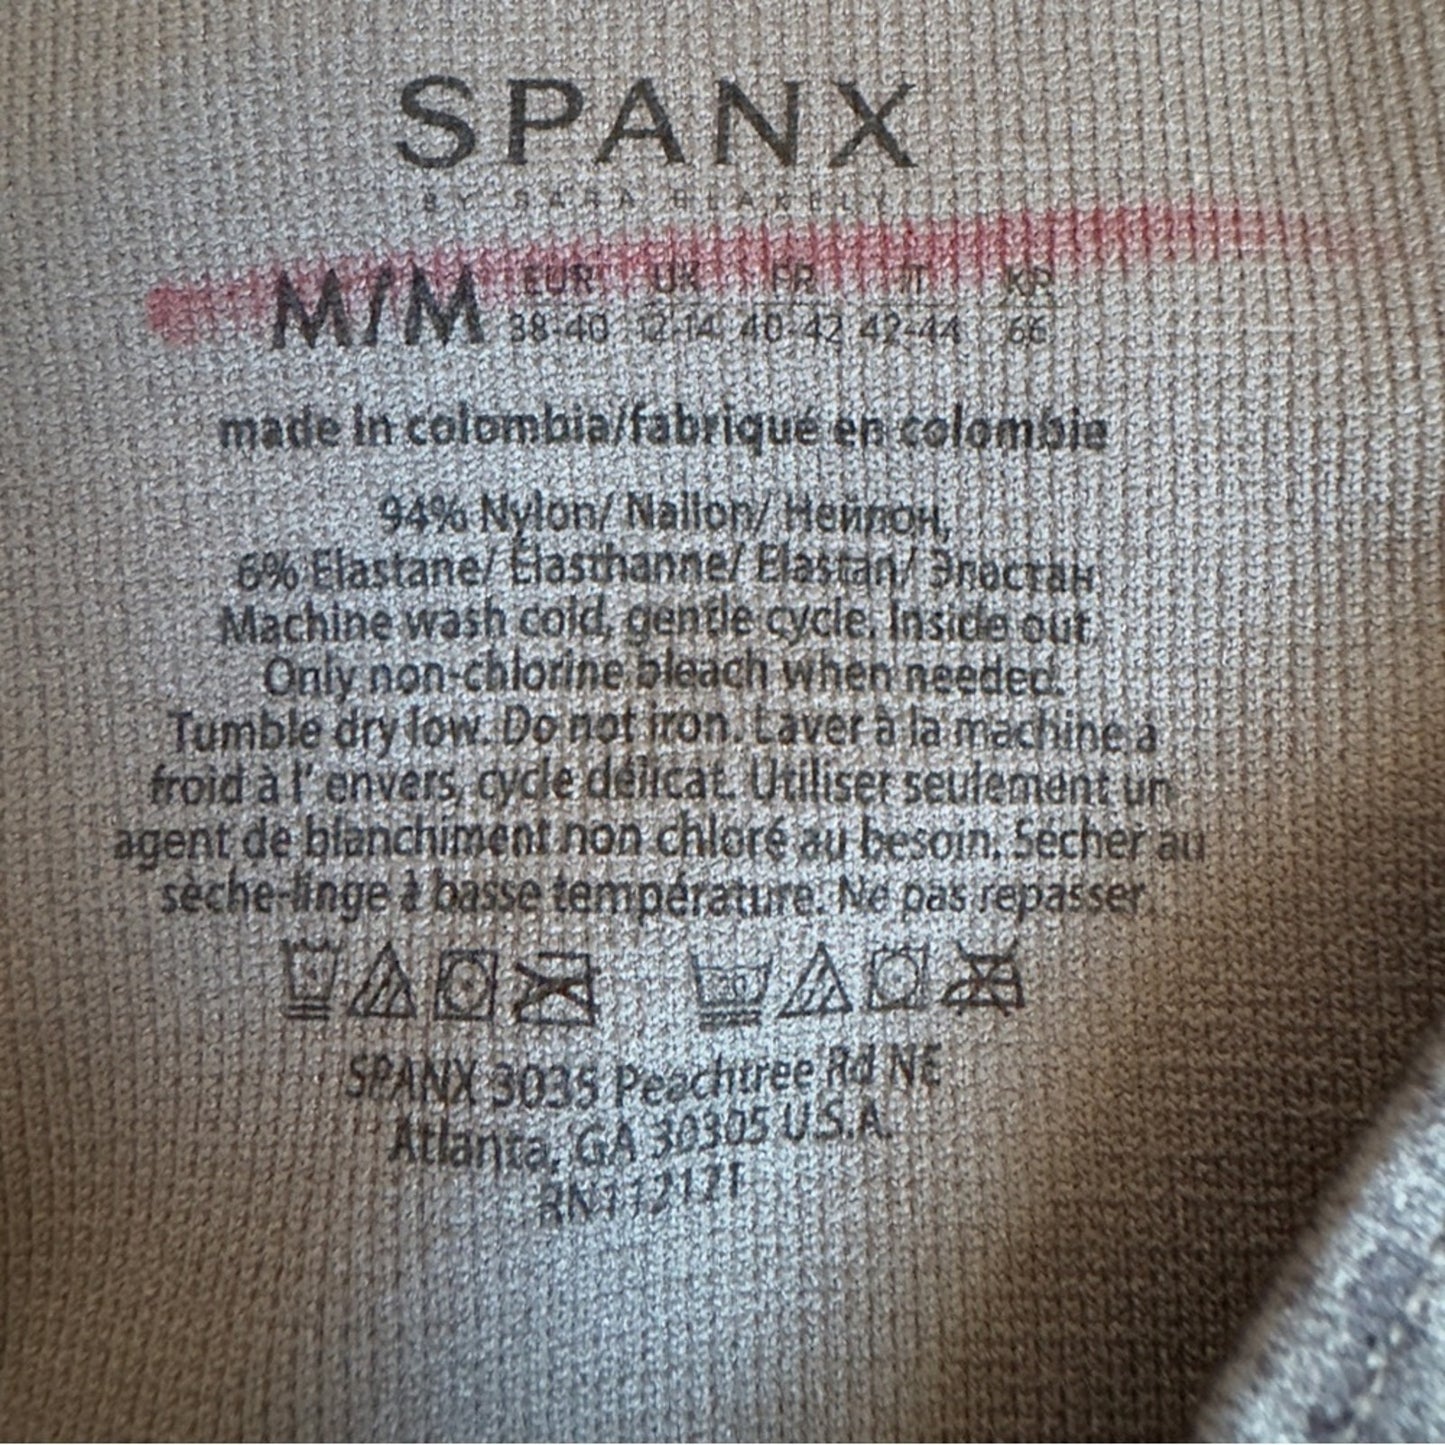 SPANX
BY SARA BLAKELY
M/M EUR UK FR IT KR
38-40 12-14 40-42 42-44 66
made in colombia/fabriqué en colombie
94% Nylon/ Nailon/ Нейлон,
6% Elastane/ Élasthanne/ Elastan/ Эластан
Machine wash cold, gentle cycle. Inside out,
Only non-chlorine bleach when needed.
Tumble dry low. Do not iron. Laver à la machine à
froid à l' envers, cycle délicat. Utiliser seulement un
agent de blanchiment non chloré au besoin. Sécher au
sèche-linge à basse température. Ne pas repasser.
30
SPANX 3035 Peachtree Rd NE
Atlanta, GA 30305 U.S.A.
RN112171